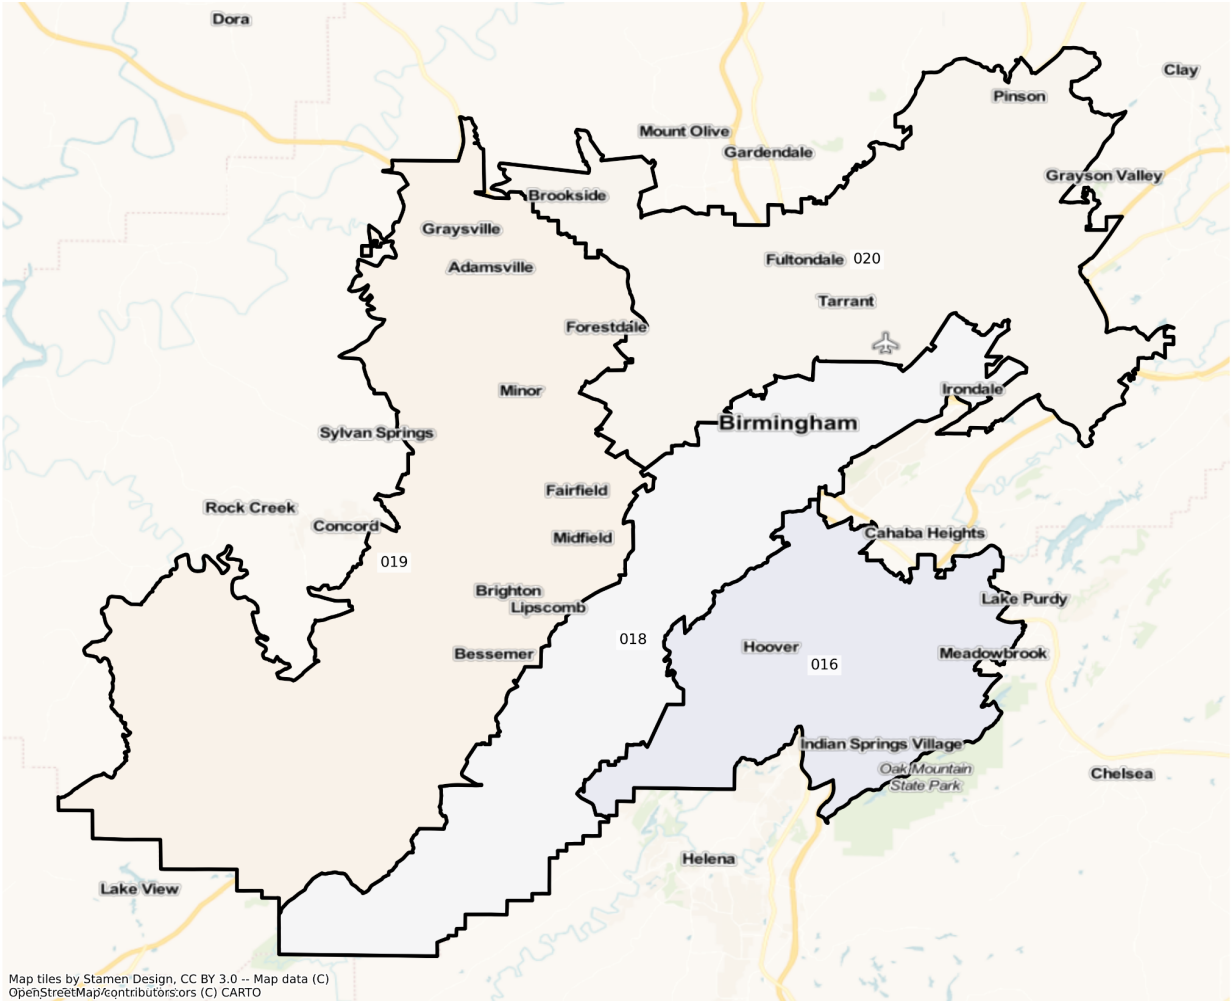 Dora
Clay
Pinson
Mount Olive
Gardendale
Grayson Valley
Brookside
Graysville
Fultondale 020
Adamsville
Tarrant
Forestdale
Minor
Irondale
Birmingham
Sylvan Springs
Fairfield
Rock Creek
Concord
Cahaba Heights
Midfield
019
Brighton
Lake Purdy
Lipscomb
018
Hoover
Bessemer
Meadowbrook
016
Indian Springs Village
Oak Mountain
State Park
Chelsea
Helena
Lake View
Map tiles by Stamen Design, CC BY 3.0 -- Map data (C)
OpenStreetMap contributors (C) CARTO